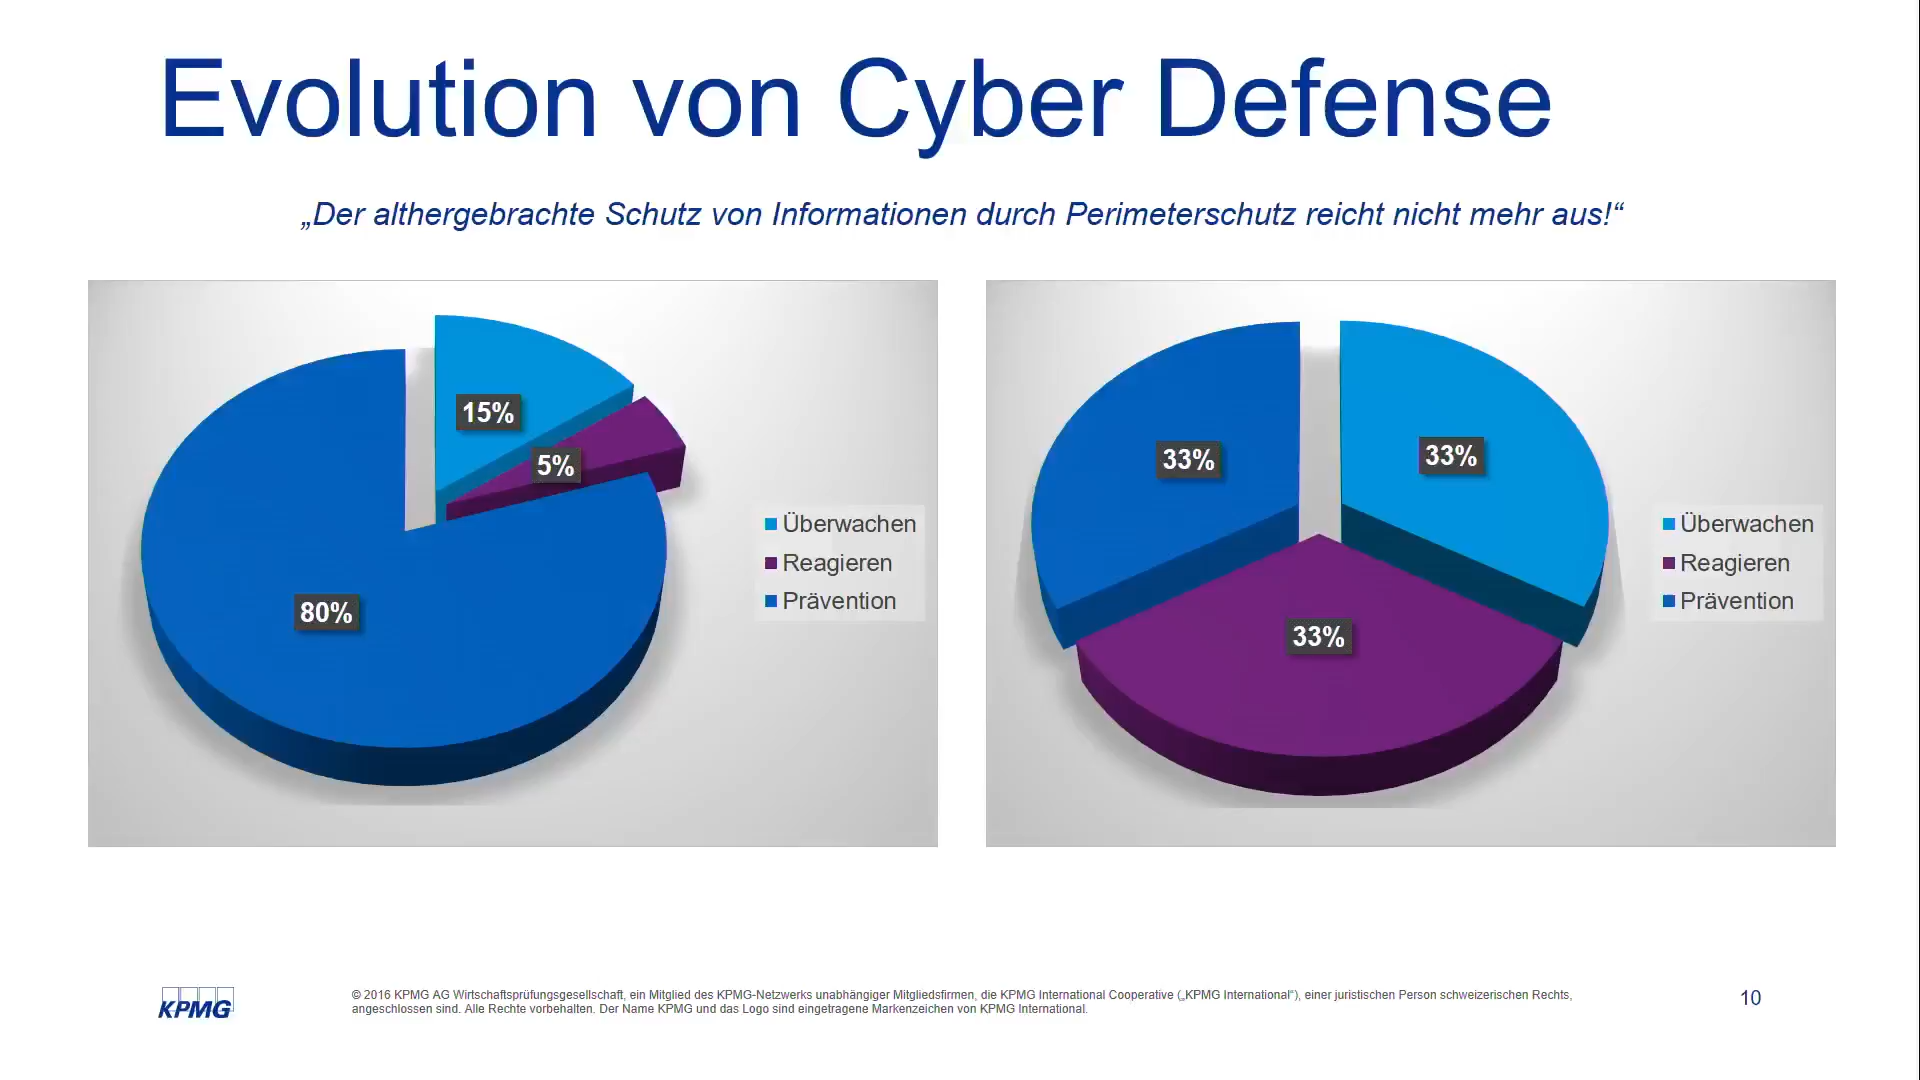 Evolution von Cyber Defense
„Der althergebrachte Schutz von Informationen durch Perimeterschutz reicht nicht mehr aus!“
15%
5%
80%
Überwachen
Reagieren
Prävention
33%
33%
33%
Überwachen
Reagieren
Prävention
KPMG
© 2016 KPMG AG Wirtschaftsprüfungsgesellschaft, ein Mitglied des KPMG-Netzwerks unabhängiger Mitgliedsfirmen, die KPMG International Cooperative („KPMG International“), einer juristischen Person schweizerischen Rechts,
angeschlossen sind. Alle Rechte vorbehalten. Der Name KPMG und das Logo sind eingetragene Markenzeichen von KPMG International.
10